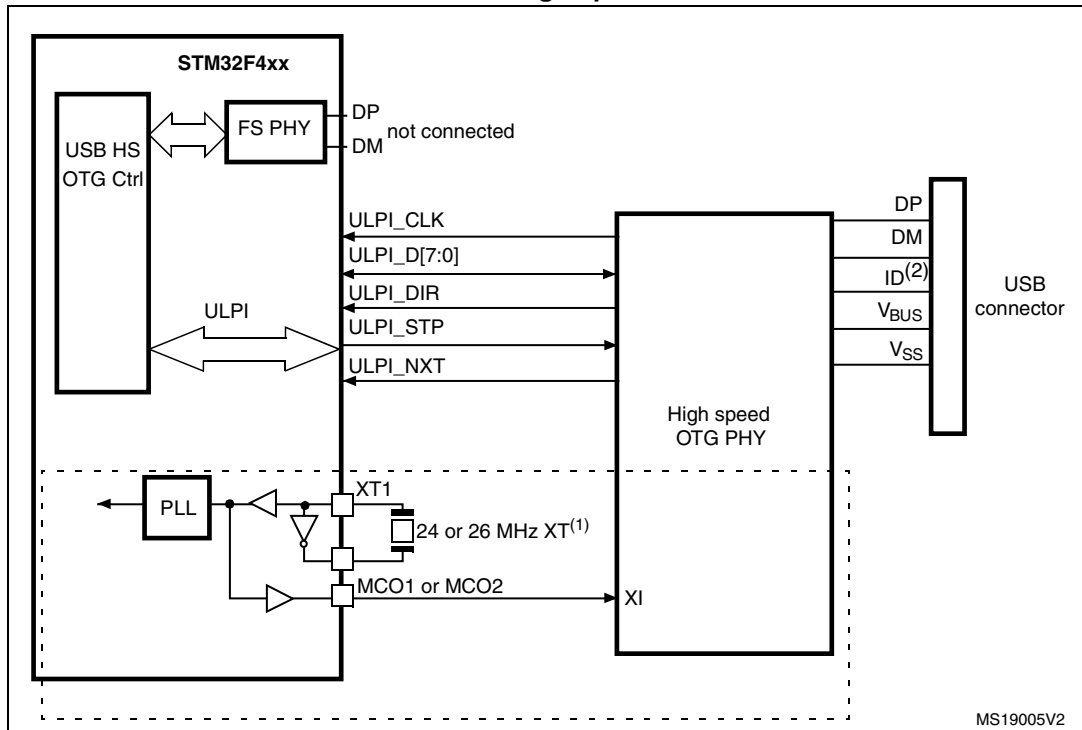 STM32F4xx
FS PHY
DP
DM
not connected
USB HS
OTG Ctrl
ULPI_CLK
ULPI_D[7:0]
ULPI_DIR
ULPI
ULPI_STP
ULPI_NXT
High speed
OTG PHY
DP
DM
ID(2)
VBUS
VSS
USB
connector
PLL
XT1
24 or 26 MHz XT(1)
MCO1 or MCO2
XI
MS19005V2